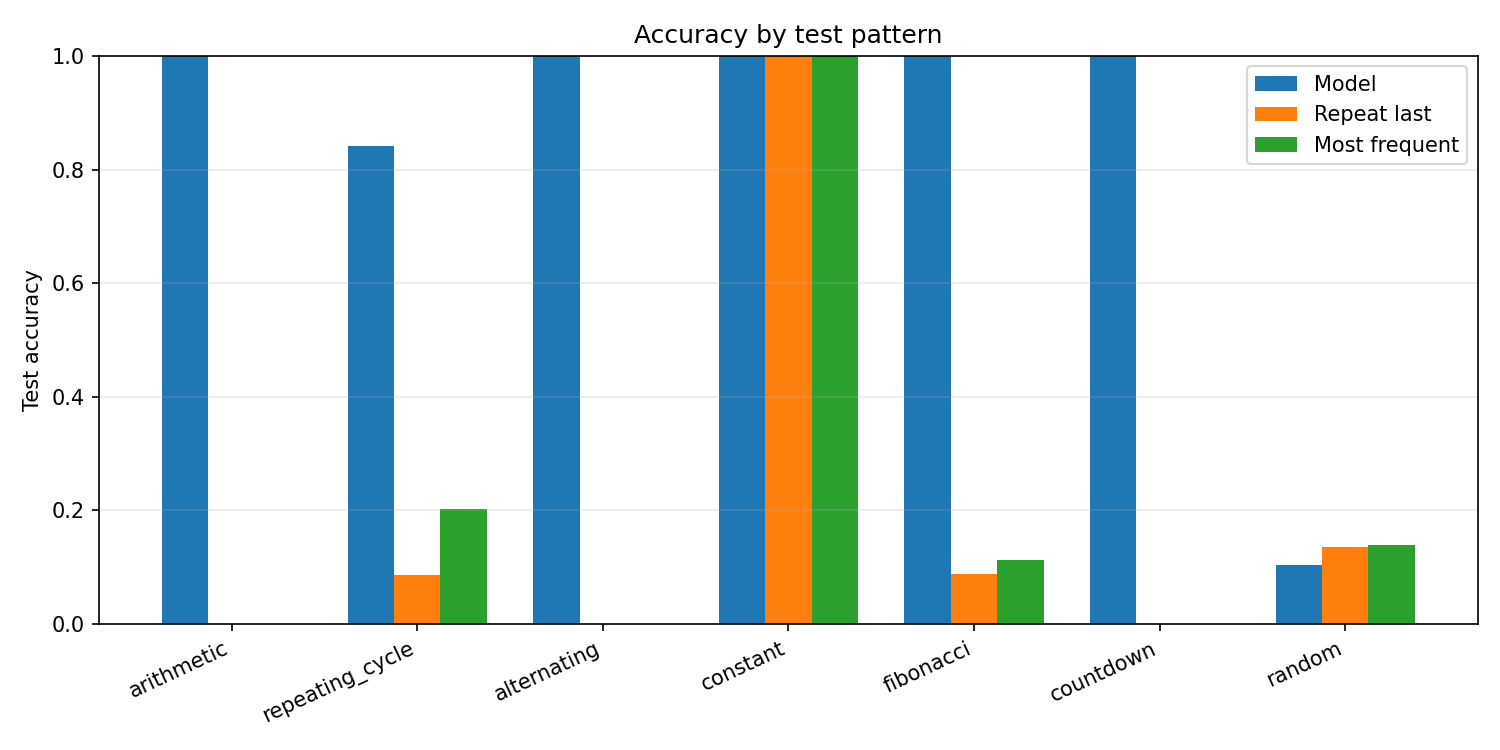 Accuracy by test pattern
Test accuracy
1.0
0.8
0.6
0.4
0.2
0.0
Model
Repeat last
Most frequent
arithmetic
repeating_cycle
alternating
constant
fibonacci
countdown
random